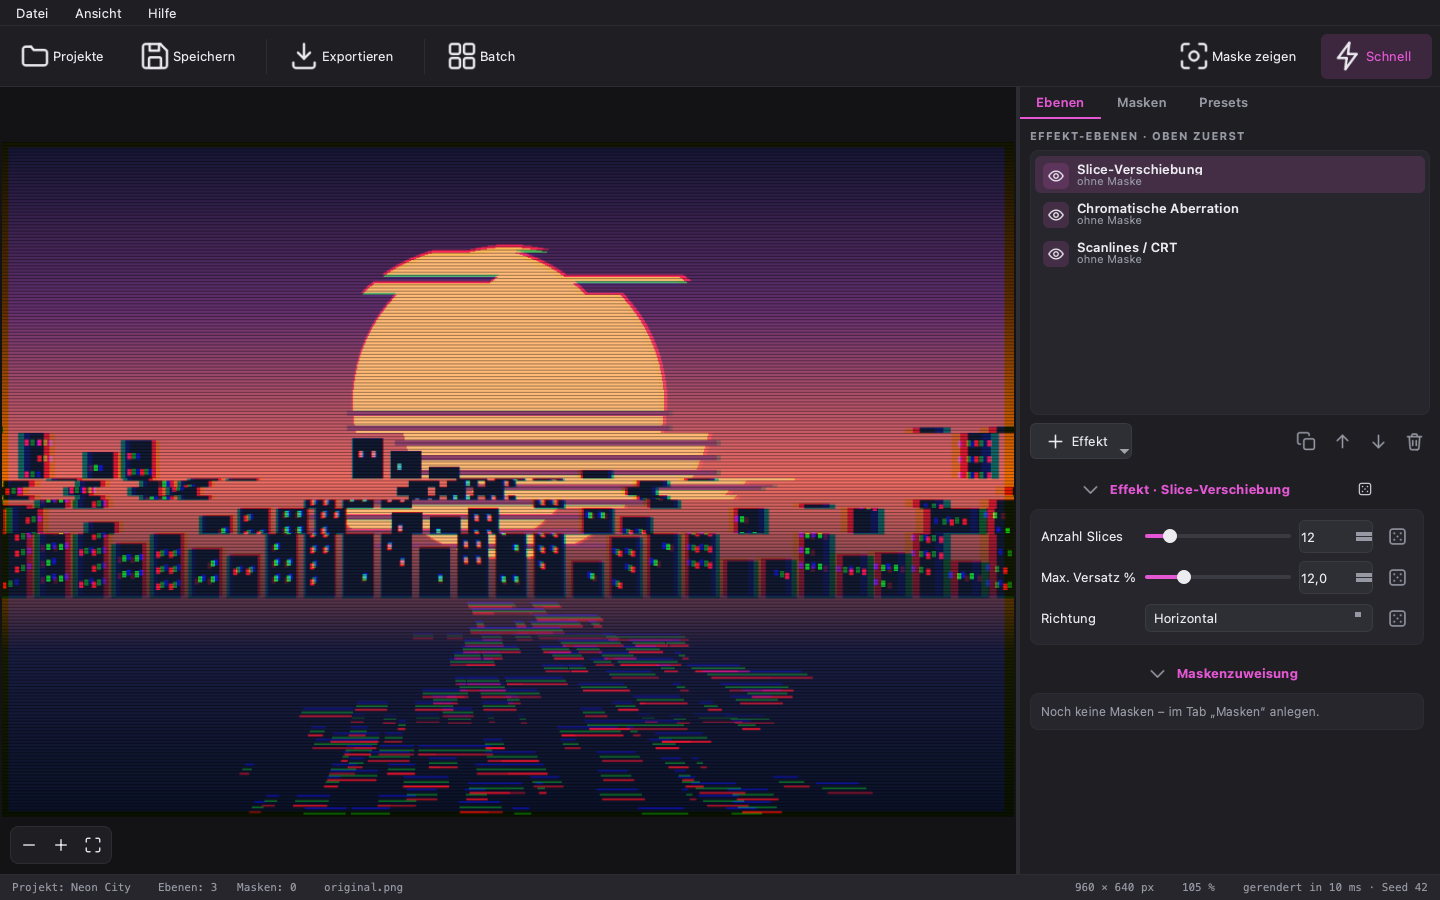 Datei Ansicht Hilfe
Projekte Speichern Exportieren Batch Maske zeigen Schnell
Ebenen Masken Presets
EFFEKT-EBENEN · OBEN ZUERST
Slice-Verschiebung
ohne Maske
Chromatische Aberration
ohne Maske
Scanlines / CRT
ohne Maske
Effekt
Effekt · Slice-Verschiebung
Anzahl Slices 12
Max. Versatz % 12,0
Richtung Horizontal
Maskenzuweisung
Noch keine Masken – im Tab „Masken“ anlegen.
Projekt: Neon City Ebenen: 3 Masken: 0 original.png 960 × 640 px 105 % gerendert in 10 ms · Seed 42